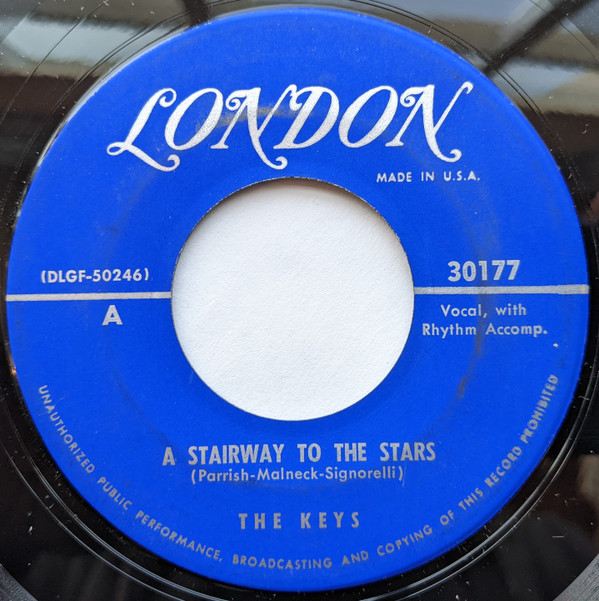 LONDON
MADE IN U.S.A.
(DLGF-50246)
30177
A
Vocal, with
Rhythm Accomp.
A STAIRWAY TO THE STARS
(Parrish-Malneck-Signorelli)
THE KEYS
UNAUTHORIZED PUBLIC PERFORMANCE, BROADCASTING AND COPYING OF THIS RECORD PROHIBITED